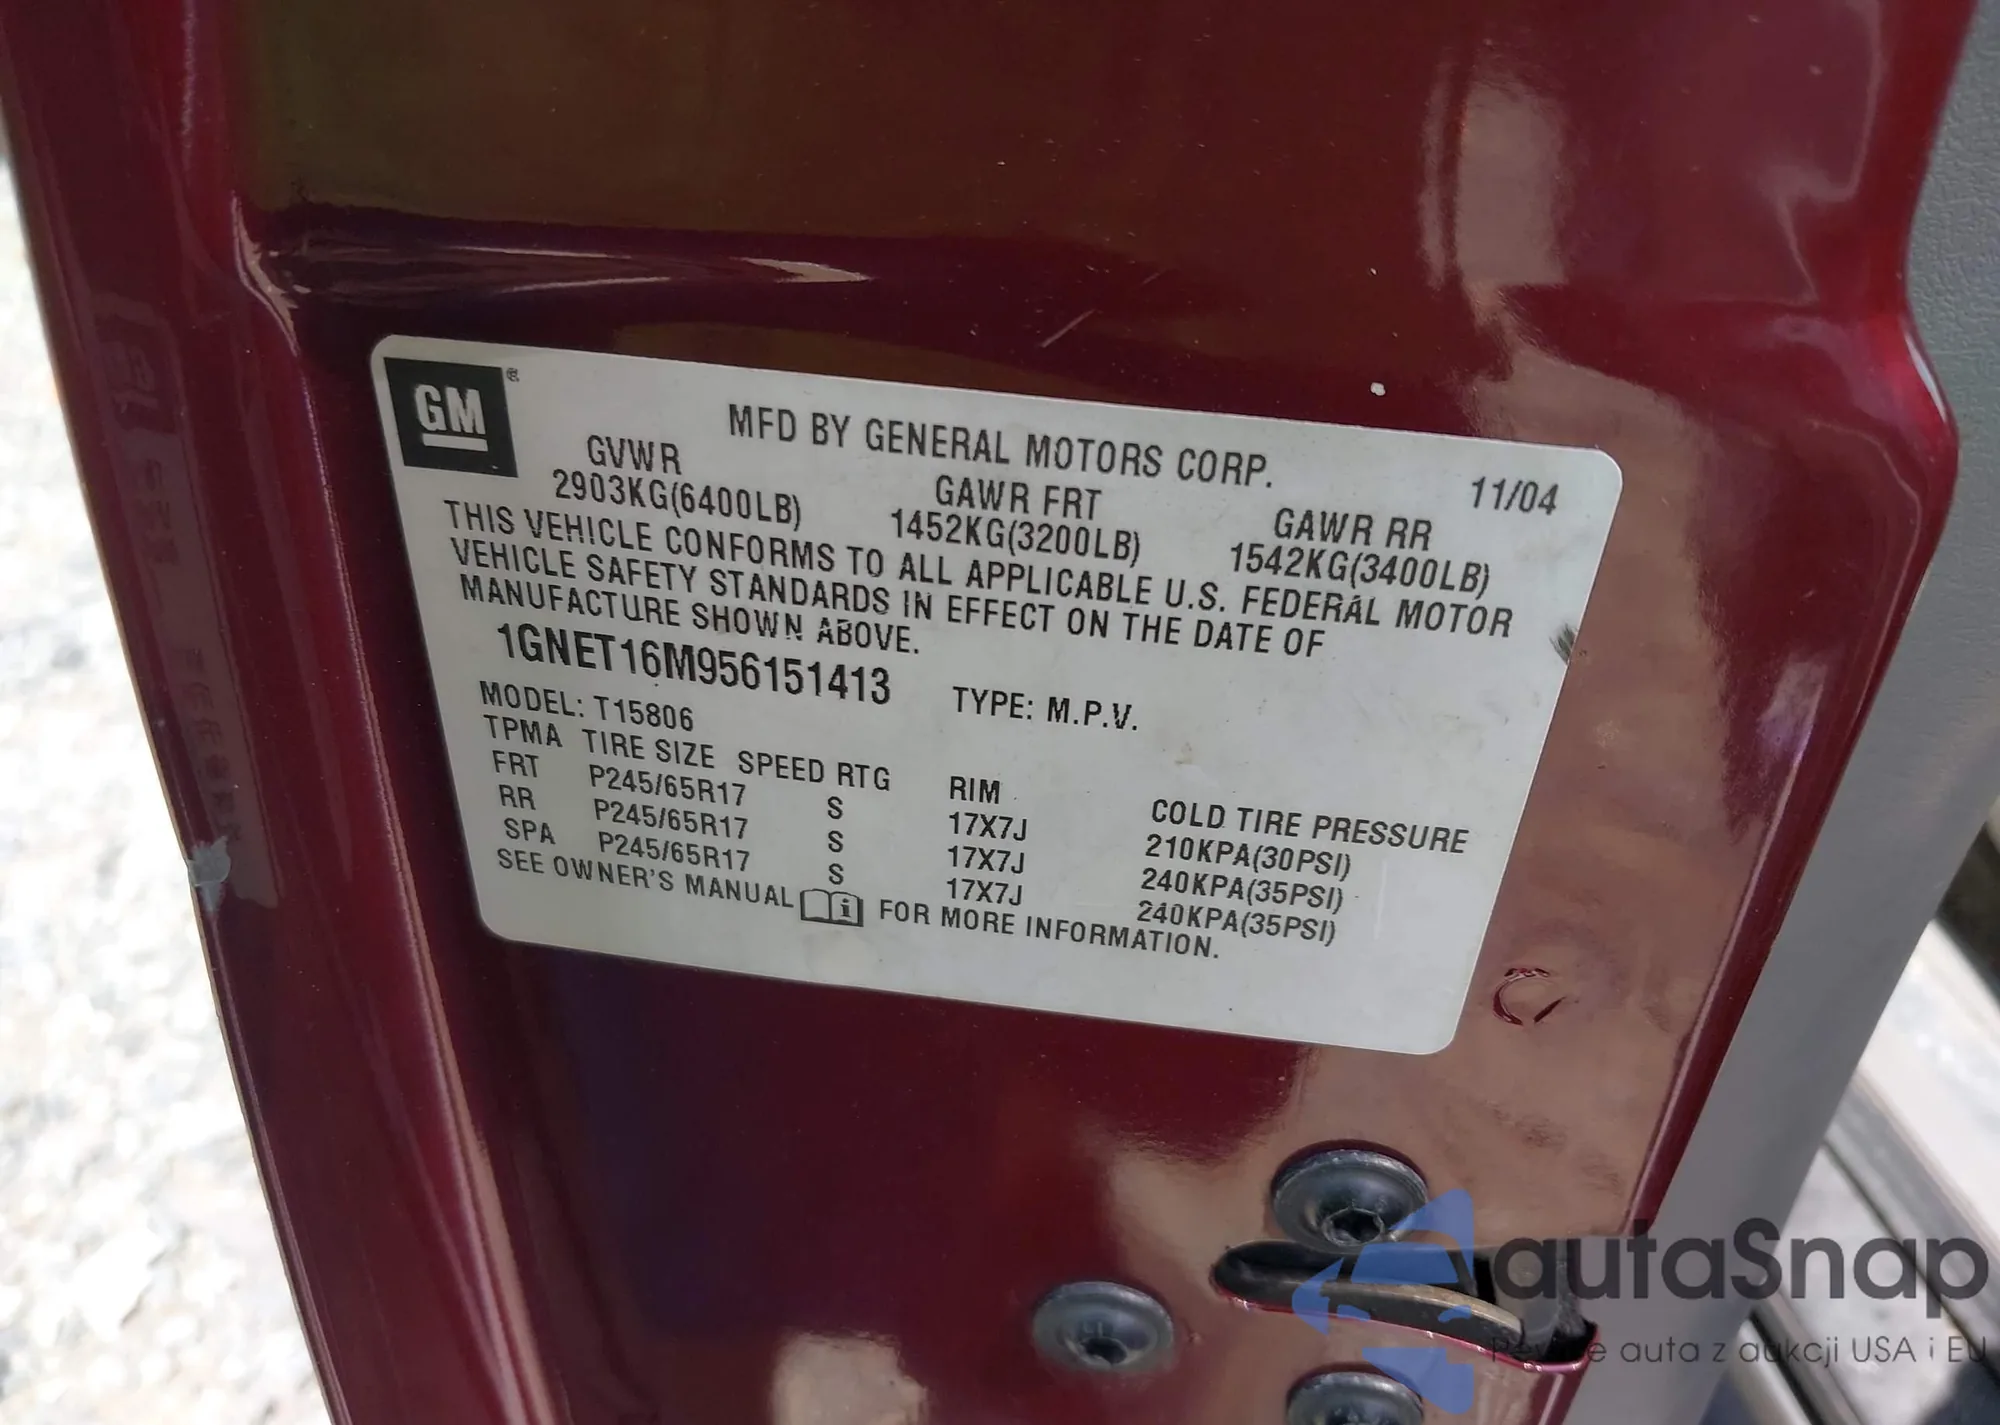 GM
MFD BY GENERAL MOTORS CORP.
11/04
GVWR GAWR FRT GAWR RR
2903KG(6400LB) 1452KG(3200LB) 1542KG(3400LB)
THIS VEHICLE CONFORMS TO ALL APPLICABLE U.S. FEDERAL MOTOR
VEHICLE SAFETY STANDARDS IN EFFECT ON THE DATE OF
MANUFACTURE SHOWN ABOVE.
1GNET16M956151413 TYPE: M.P.V.
MODEL: T15806
TPMA TIRE SIZE SPEED RTG RIM COLD TIRE PRESSURE
FRT P245/65R17 S 17X7J 210KPA(30PSI)
RR P245/65R17 S 17X7J 240KPA(35PSI)
SPA P245/65R17 S 17X7J 240KPA(35PSI)
SEE OWNER'S MANUAL i FOR MORE INFORMATION.
autaSnap
auta z aukcji USA i EU